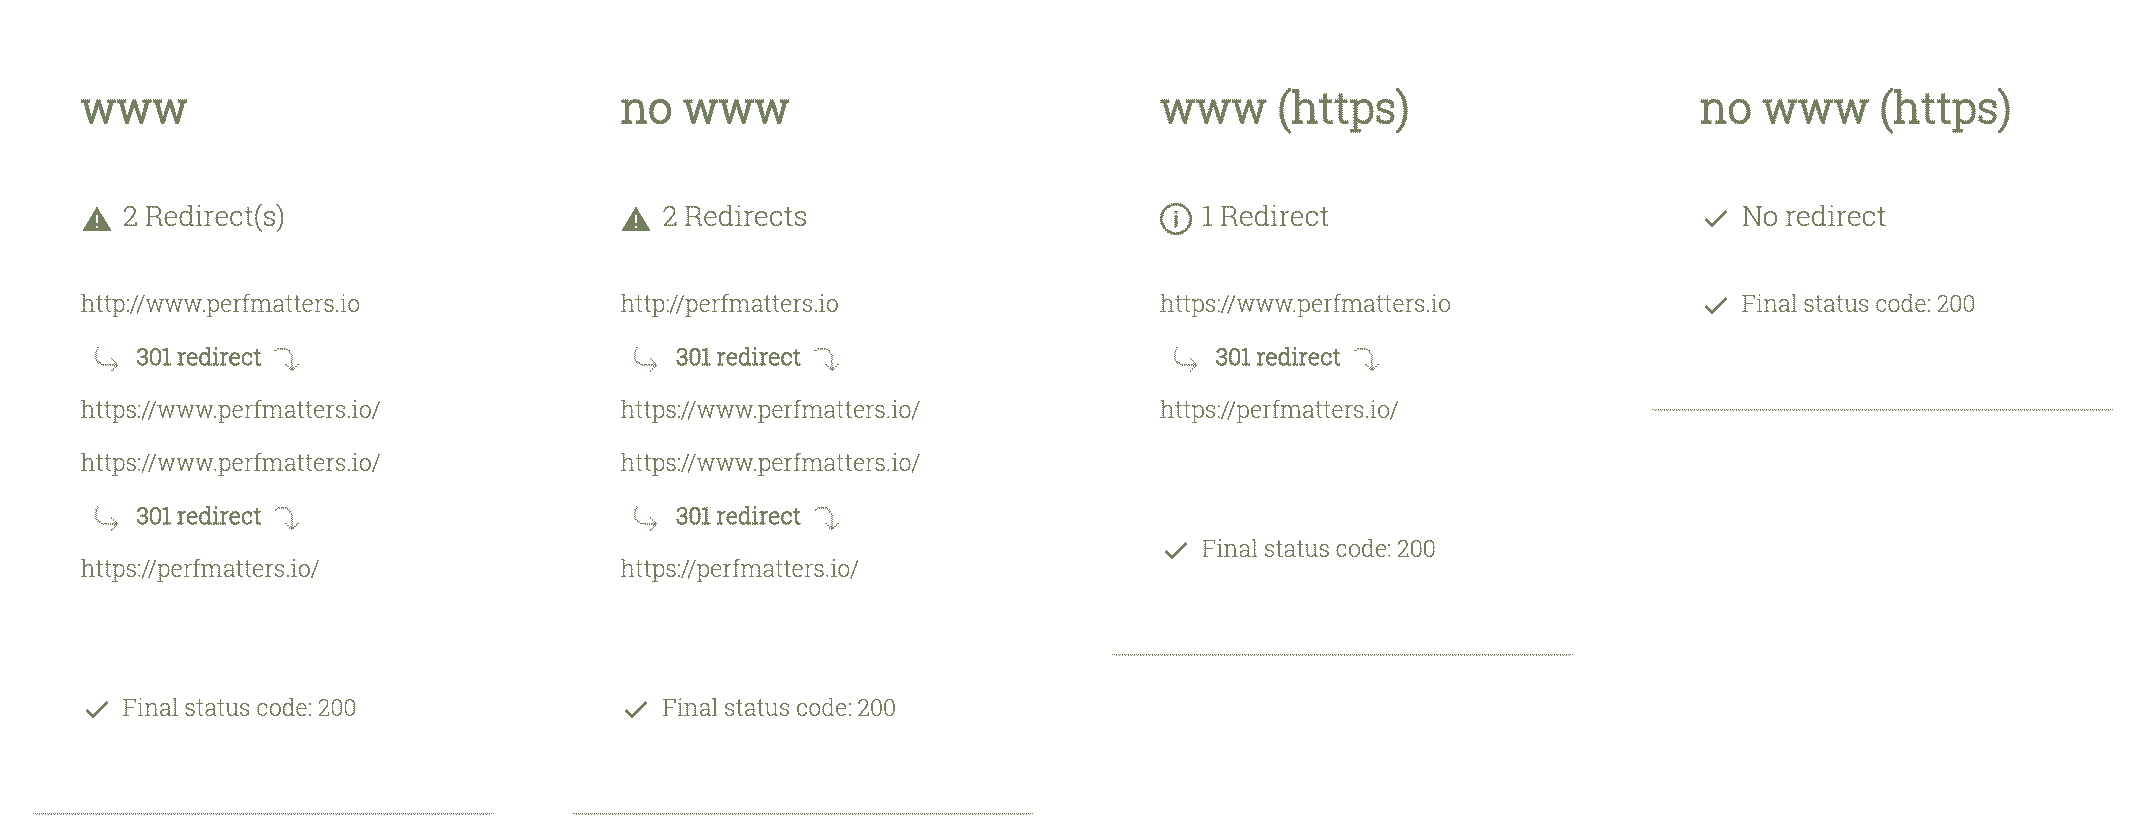 www
2 Redirect(s)
http://www.perfmatters.io
301 redirect
https://www.perfmatters.io/
https://www.perfmatters.io/
301 redirect
https://perfmatters.io/
Final status code: 200
no www
2 Redirects
http://perfmatters.io
301 redirect
https://www.perfmatters.io/
https://www.perfmatters.io/
301 redirect
https://perfmatters.io/
Final status code: 200
www (https)
1 Redirect
https://www.perfmatters.io
301 redirect
https://perfmatters.io/
Final status code: 200
no www (https)
No redirect
Final status code: 200